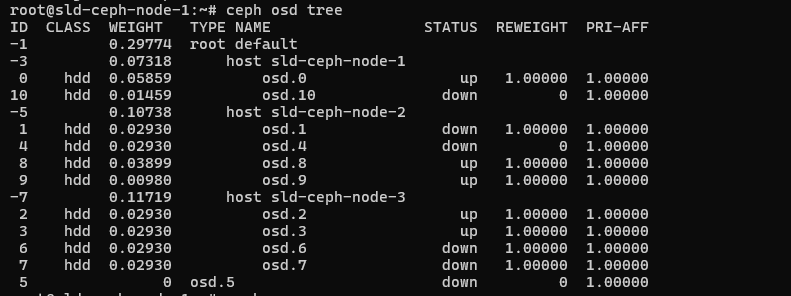 root@sld-ceph-node-1:~# ceph osd tree
ID  CLASS  WEIGHT   TYPE NAME                 STATUS  REWEIGHT  PRI-AFF
-1         0.29774  root default
-3         0.07318      host sld-ceph-node-1
 0    hdd  0.05859          osd.0                 up   1.00000  1.00000
10    hdd  0.01459          osd.10              down         0  1.00000
-5         0.10738      host sld-ceph-node-2
 1    hdd  0.02930          osd.1               down   1.00000  1.00000
 4    hdd  0.02930          osd.4               down         0  1.00000
 8    hdd  0.03899          osd.8                 up   1.00000  1.00000
 9    hdd  0.00980          osd.9                 up   1.00000  1.00000
-7         0.11719      host sld-ceph-node-3
 2    hdd  0.02930          osd.2                 up   1.00000  1.00000
 3    hdd  0.02930          osd.3                 up   1.00000  1.00000
 6    hdd  0.02930          osd.6               down   1.00000  1.00000
 7    hdd  0.02930          osd.7               down   1.00000  1.00000
 5               0  osd.5                       down         0  1.00000